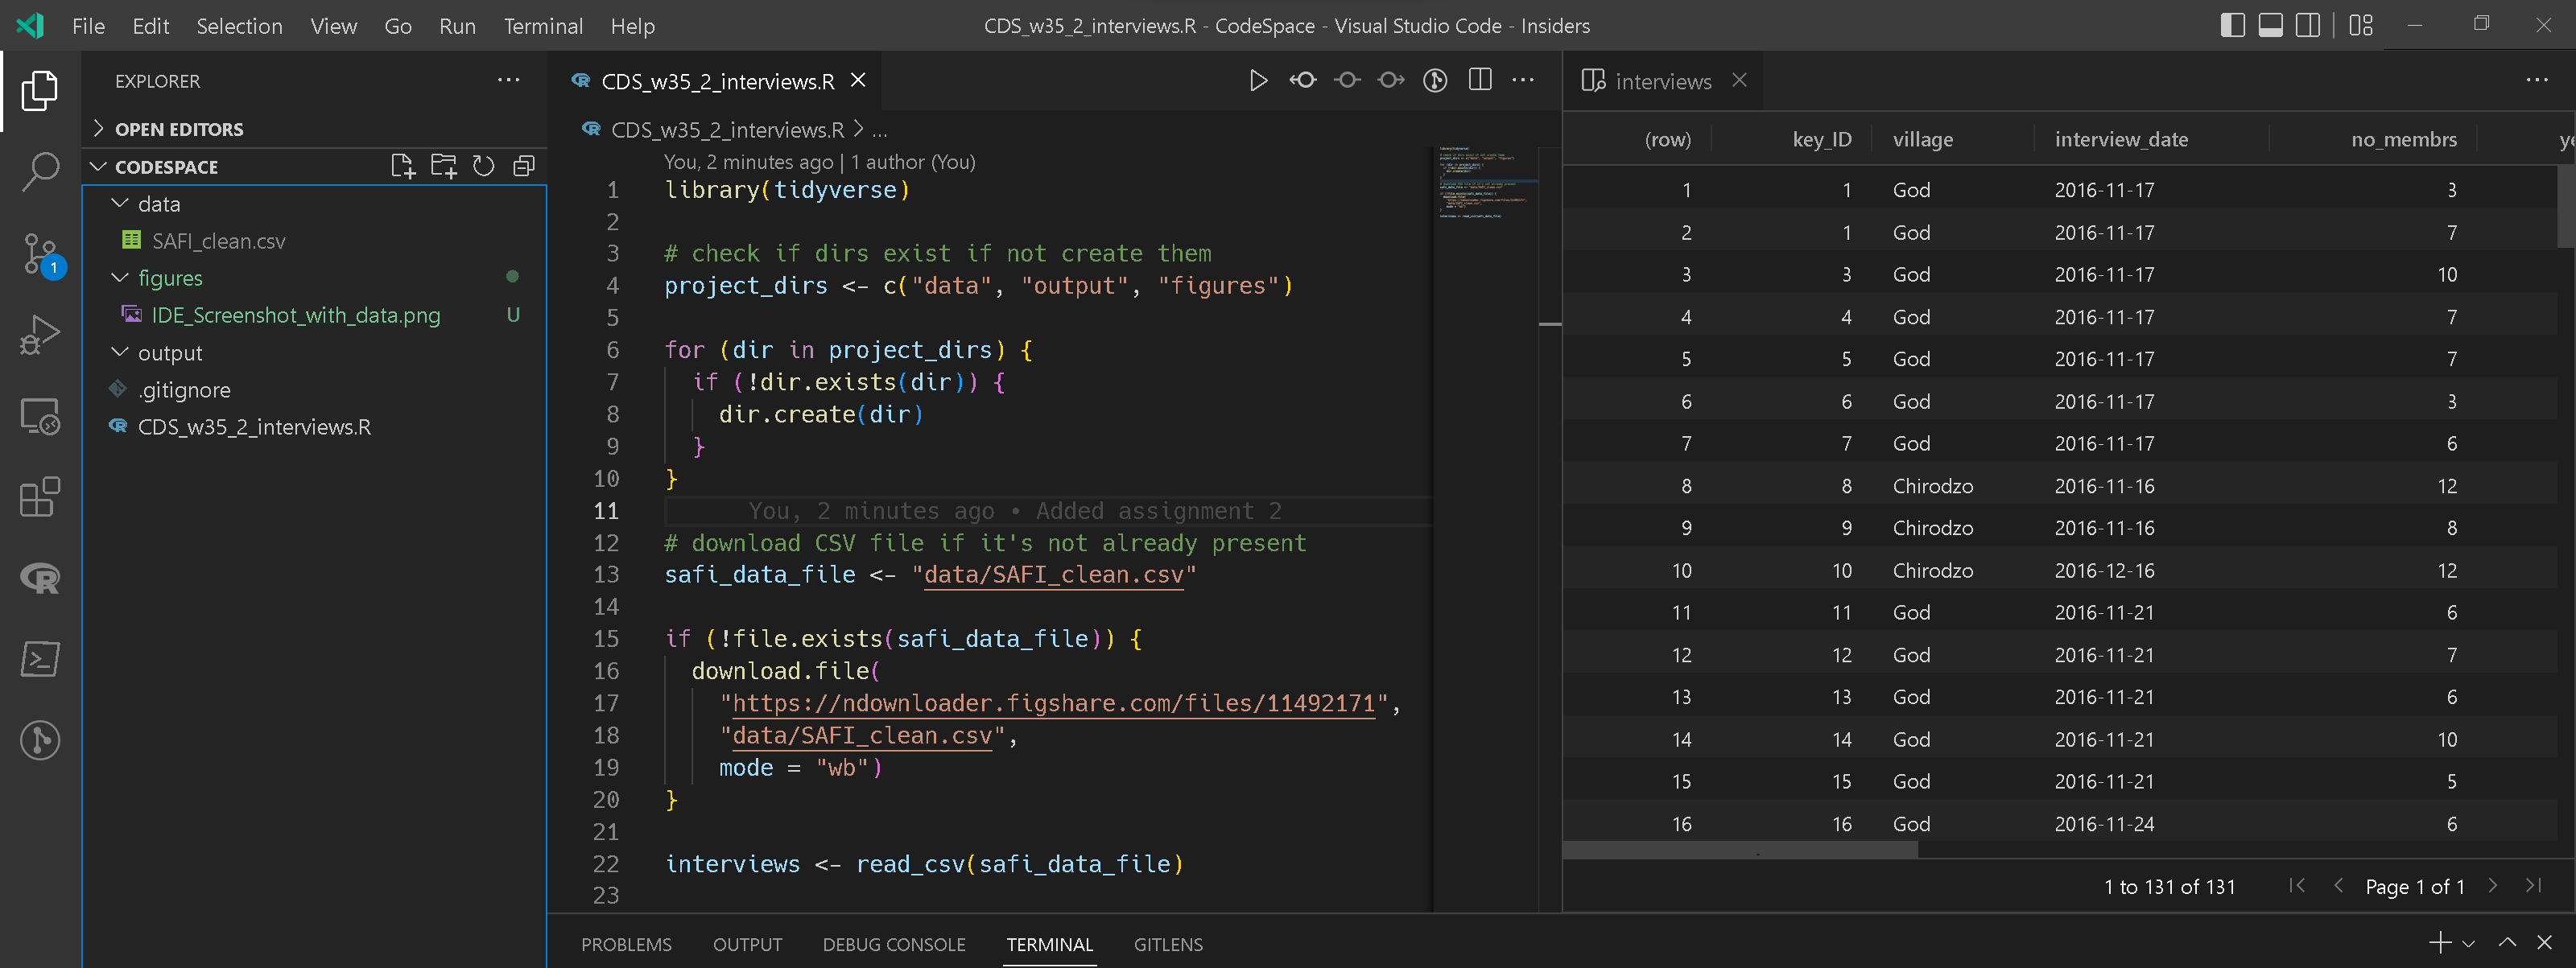 File Edit Selection View Go Run Terminal Help
CDS_w35_2_interviews.R - CodeSpace - Visual Studio Code - Insiders
EXPLORER
OPEN EDITORS
CODESPACE
data
SAFI_clean.csv
figures
IDE_Screenshot_with_data.png U
output
.gitignore
CDS_w35_2_interviews.R
1
CDS_w35_2_interviews.R
CDS_w35_2_interviews.R > ...
You, 2 minutes ago | 1 author (You)
1 library(tidyverse)
2
3 # check if dirs exist if not create them
4 project_dirs <- c("data", "output", "figures")
5
6 for (dir in project_dirs) {
7 if (!dir.exists(dir)) {
8 dir.create(dir)
9 }
10 }
11 You, 2 minutes ago • Added assignment 2
12 # download CSV file if it's not already present
13 safi_data_file <- "data/SAFI_clean.csv"
14
15 if (!file.exists(safi_data_file)) {
16 download.file(
17 "https://ndownloader.figshare.com/files/11492171",
18 "data/SAFI_clean.csv",
19 mode = "wb")
20 }
21
22 interviews <- read_csv(safi_data_file)
23
interviews
(row) key_ID village interview_date no_membrs ye
1 1 God 2016-11-17 3
2 1 God 2016-11-17 7
3 3 God 2016-11-17 10
4 4 God 2016-11-17 7
5 5 God 2016-11-17 7
6 6 God 2016-11-17 3
7 7 God 2016-11-17 6
8 8 Chirodzo 2016-11-16 12
9 9 Chirodzo 2016-11-16 8
10 10 Chirodzo 2016-12-16 12
11 11 God 2016-11-21 6
12 12 God 2016-11-21 7
13 13 God 2016-11-21 6
14 14 God 2016-11-21 10
15 15 God 2016-11-21 5
16 16 God 2016-11-24 6
1 to 131 of 131 Page 1 of 1
PROBLEMS OUTPUT DEBUG CONSOLE TERMINAL GITLENS